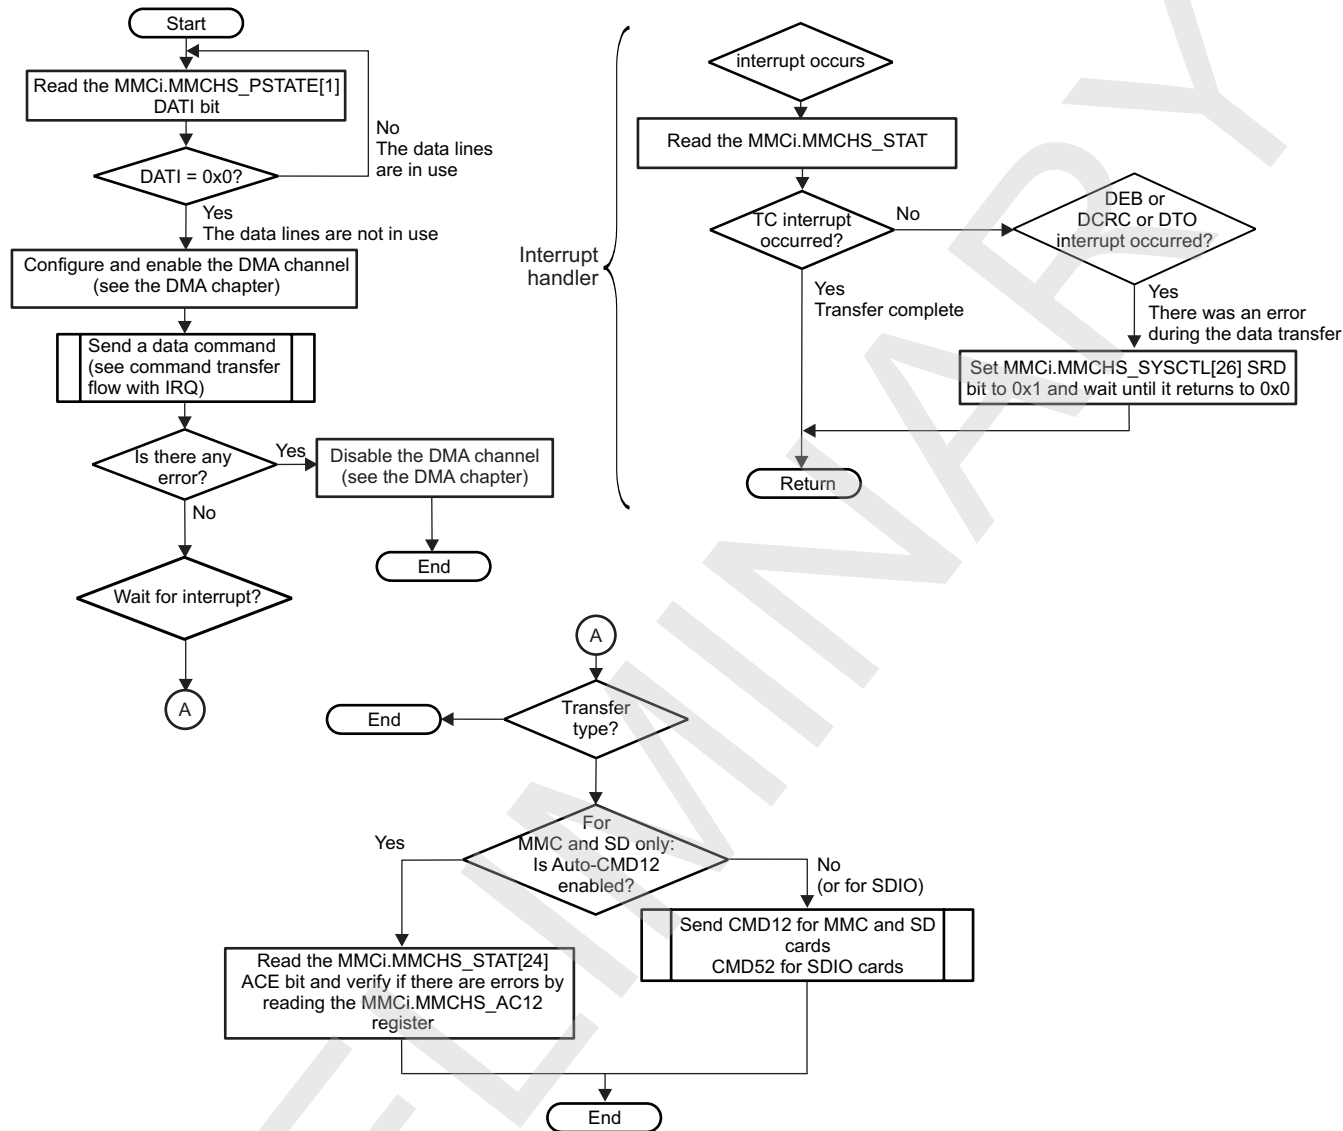 Start
Read the MMCi.MMCHS_PSTATE[1]
DATI bit
No
The data lines
are in use
DATI = 0x0?
Yes
The data lines are not in use
Configure and enable the DMA channel
(see the DMA chapter)
Send a data command
(see command transfer
flow with IRQ)
Is there any
error?
Yes
Disable the DMA channel
(see the DMA chapter)
No
End
Wait for interrupt?
A
Interrupt
handler
interrupt occurs
Read the MMCi.MMCHS_STAT
TC interrupt
occurred?
No
DEB or
DCRC or DTO
interrupt occurred?
Yes
Transfer complete
Yes
There was an error
during the data transfer
Set MMCi.MMCHS_SYSCTL[26] SRD
bit to 0x1 and wait until it returns to 0x0
Return
A
Transfer
type?
End
For
MMC and SD only:
Is Auto-CMD12
enabled?
Yes
No
(or for SDIO)
Send CMD12 for MMC and SD
cards
CMD52 for SDIO cards
Read the MMCi.MMCHS_STAT[24]
ACE bit and verify if there are errors by
reading the MMCi.MMCHS_AC12
register
End
ELIMINARY